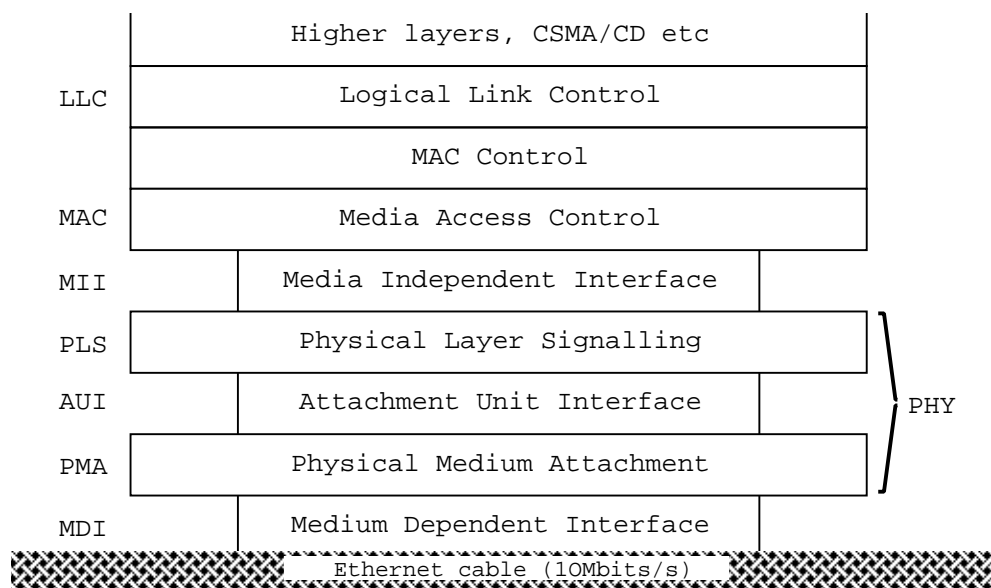 Higher layers, CSMA/CD etc
LLC Logical Link Control
MAC Control
MAC Media Access Control
MII Media Independent Interface
PLS Physical Layer Signalling
AUI Attachment Unit Interface
PHY
PMA Physical Medium Attachment
MDI Medium Dependent Interface
Ethernet cable (10Mbits/s)